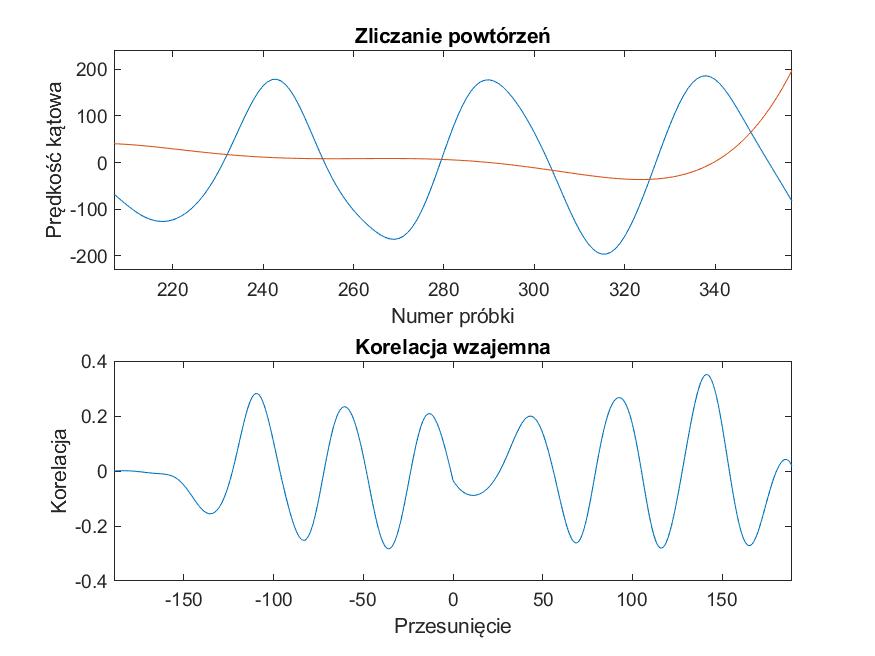 Zliczanie powtórzeń
200
100
0
-100
-200
Prędkość kątowa
220 240 260 280 300 320 340
Numer próbki
Korelacja wzajemna
0.4
0.2
0
-0.2
-0.4
Korelacja
-150 -100 -50 0 50 100 150
Przesunięcie